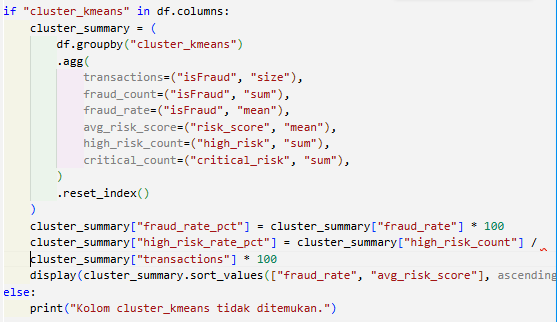 if "cluster_kmeans" in df.columns:
    cluster_summary = (
        df.groupby("cluster_kmeans")
        .agg(
            transactions=("isFraud", "size"),
            fraud_count=("isFraud", "sum"),
            fraud_rate=("isFraud", "mean"),
            avg_risk_score=("risk_score", "mean"),
            high_risk_count=("high_risk", "sum"),
            critical_count=("critical_risk", "sum"),
        )
        .reset_index()
    )
    cluster_summary["fraud_rate_pct"] = cluster_summary["fraud_rate"] * 100
    cluster_summary["high_risk_rate_pct"] = cluster_summary["high_risk_count"] /
    cluster_summary["transactions"] * 100
    display(cluster_summary.sort_values(["fraud_rate", "avg_risk_score"], ascending
else:
    print("Kolom cluster_kmeans tidak ditemukan.")